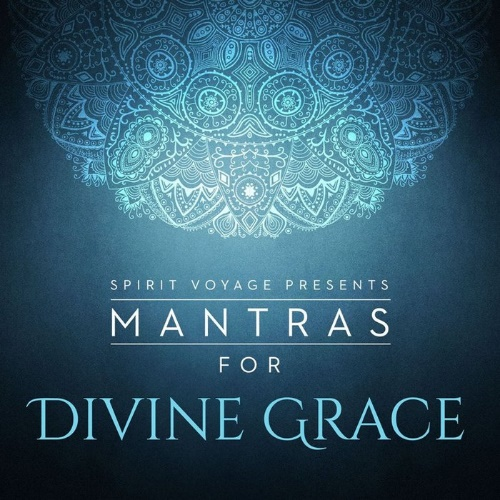 SPIRIT VOYAGE PRESENTS
MANTRAS
FOR
DIVINE GRACE